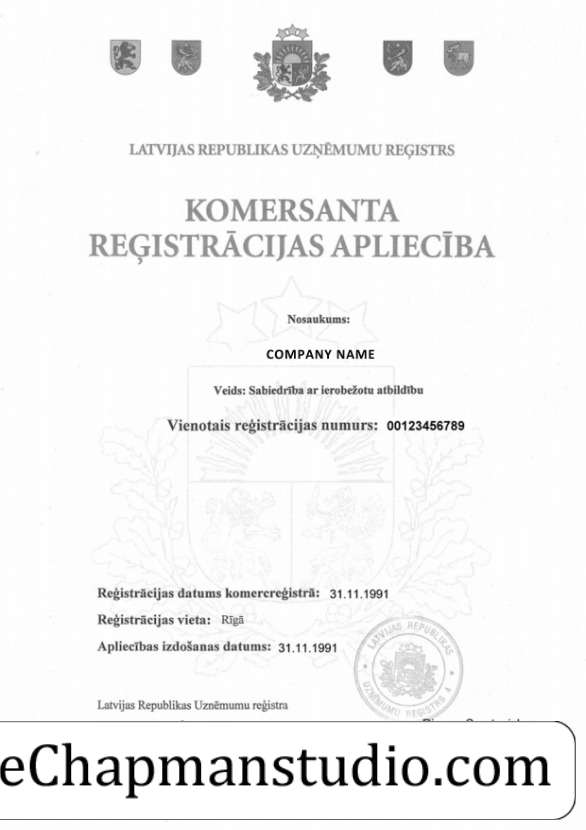 LATVIJAS REPUBLIKAS UZŅĒMUMU REĢISTRS
KOMERSANTA
REĢISTRĀCIJAS APLIECĪBA
Nosaukums:
COMPANY NAME
Veids: Sabiedrība ar ierobežotu atbildību
Vienotais reģistrācijas numurs: 00123456789
Reģistrācijas datums komercreģistrā: 31.11.1991
Reģistrācijas vieta: Rīgā
Apliecības izdošanas datums: 31.11.1991
LATVIJAS REPUBLIKAS
UZŅĒMUMU REĢISTRS
Latvijas Republikas Uzņēmumu reģistra
eChapmanstudio.com